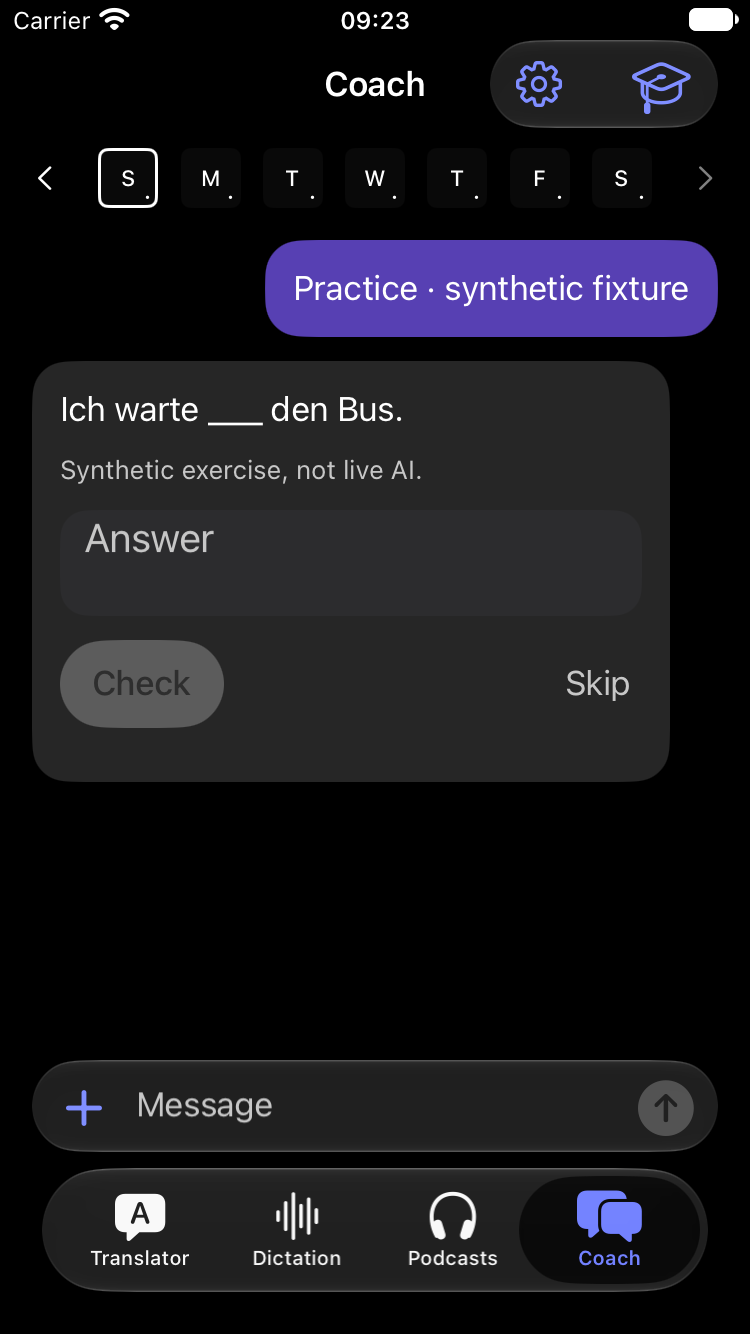 Carrier 09:23
Coach
S M T W T F S
Practice · synthetic fixture
Ich warte ____ den Bus.
Synthetic exercise, not live AI.
Answer
Check Skip
Message
A
Translator Dictation Podcasts Coach